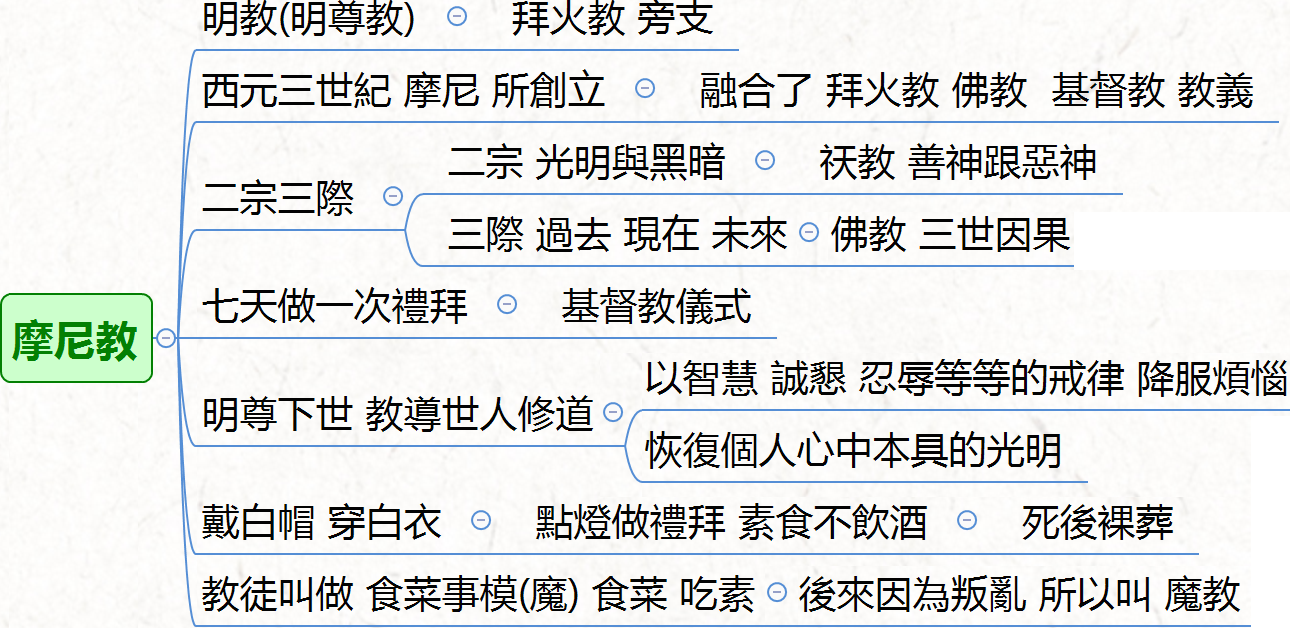 明教(明尊教) 拜火教 旁支
西元三世紀 摩尼 所創立 融合了 拜火教 佛教 基督教 教義
二宗 光明與黑暗 祆教 善神跟惡神
二宗三際
三際 過去 現在 未來 佛教 三世因果
七天做一次禮拜 基督教儀式
摩尼教
以智慧 誠懇 忍辱等等的戒律 降服煩惱
明尊下世 教導世人修道
恢復個人心中本具的光明
戴白帽 穿白衣 點燈做禮拜 素食不飲酒 死後裸葬
教徒叫做 食菜事模(魔) 食菜 吃素 後來因為叛亂 所以叫 魔教